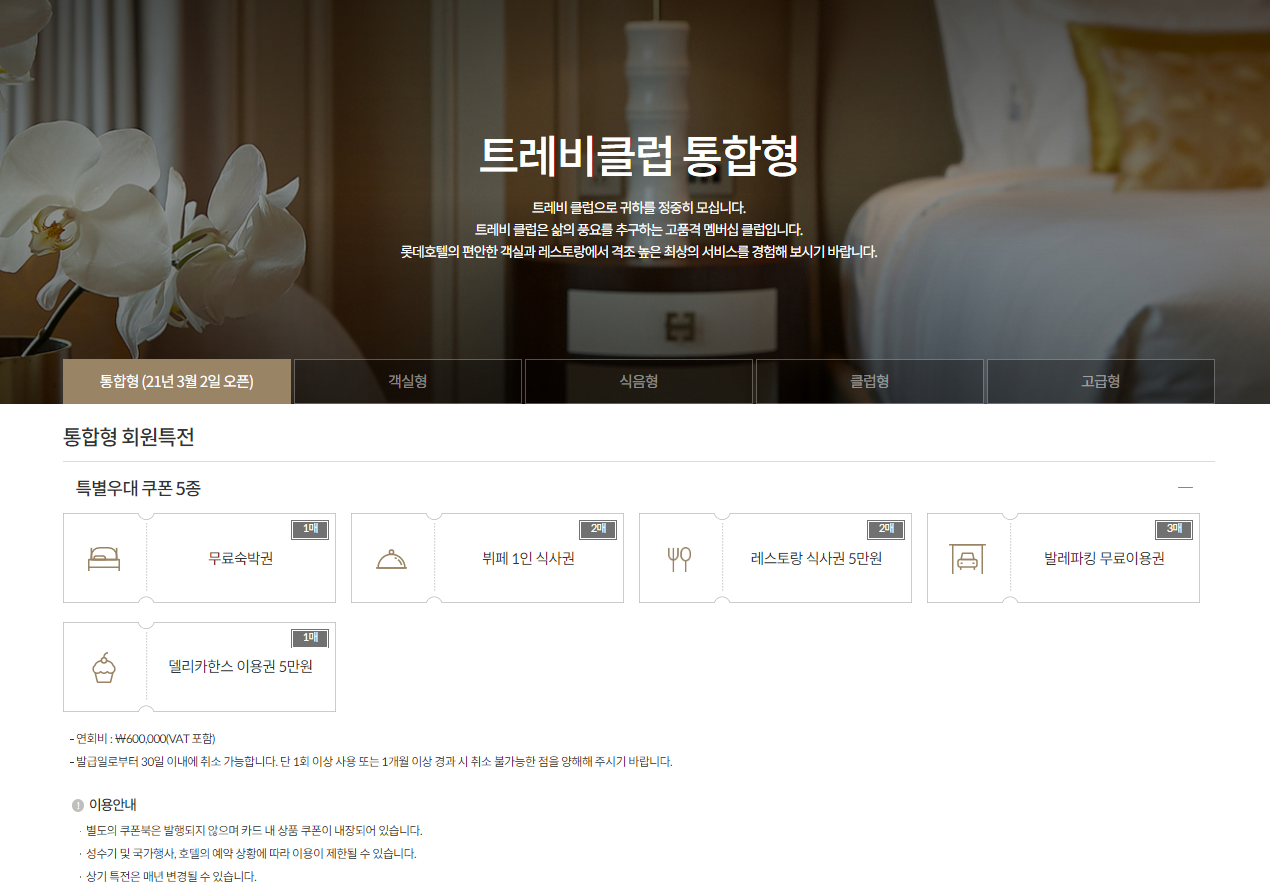 트레비클럽 통합형
트레비 클럽으로 귀하를 정중히 모십니다.
트레비 클럽은 삶의 풍요를 추구하는 고품격 멤버십 클럽입니다.
롯데호텔의 편안한 객실과 레스토랑에서 격조 높은 최상의 서비스를 경험해 보시기 바랍니다.
통합형 (21년 3월 2일 오픈)
객실형
식음형
클럽형
고급형
통합형 회원특전
특별우대 쿠폰 5종
1매
무료숙박권
2매
뷔페 1인 식사권
2매
레스토랑 식사권 5만원
3매
발레파킹 무료이용권
1매
델리카한스 이용권 5만원
- 연회비 : ₩600,000(VAT 포함)
- 발급일로부터 30일 이내에 취소 가능합니다. 단 1회 이상 사용 또는 1개월 이상 경과 시 취소 불가능한 점을 양해해 주시기 바랍니다.
이용안내
· 별도의 쿠폰북은 발행되지 않으며 카드 내 상품 쿠폰이 내장되어 있습니다.
· 성수기 및 국가행사, 호텔의 예약 상황에 따라 이용이 제한될 수 있습니다.
· 상기 특전은 매년 변경될 수 있습니다.